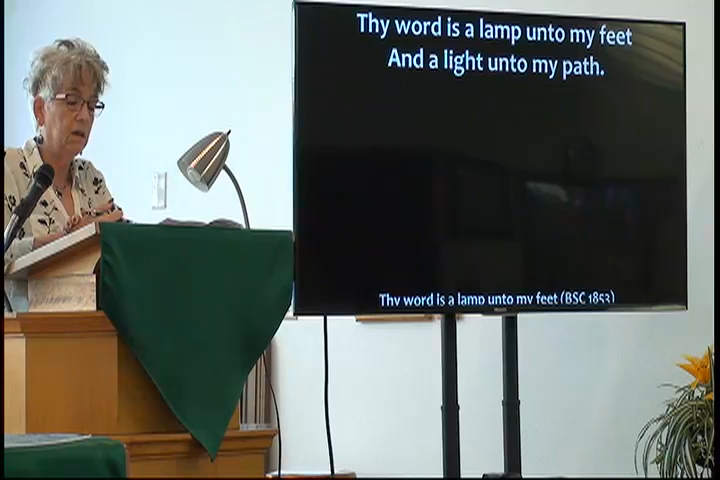 Thy word is a lamp unto my feet
And a light unto my path.
Thy word is a lamp unto my feet (BSC 1853)